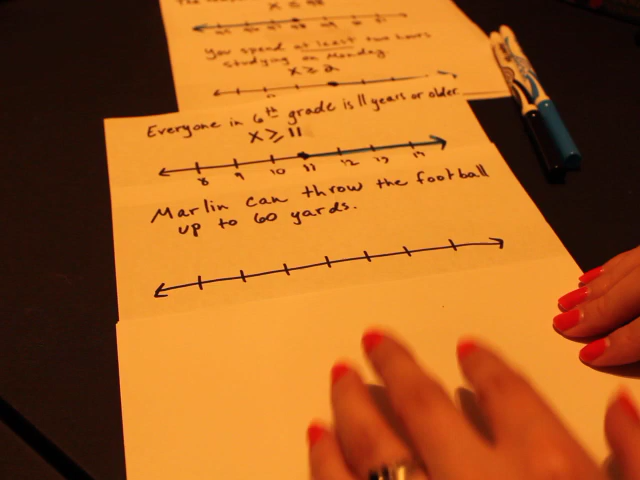 You spend at least two hours
studying on Monday.
X ≥ 2
Everyone in 6th grade is 11 years or older.
X ≥ 11
8 9 10 11 12 13 14
Marlin can throw the football
up to 60 yards.